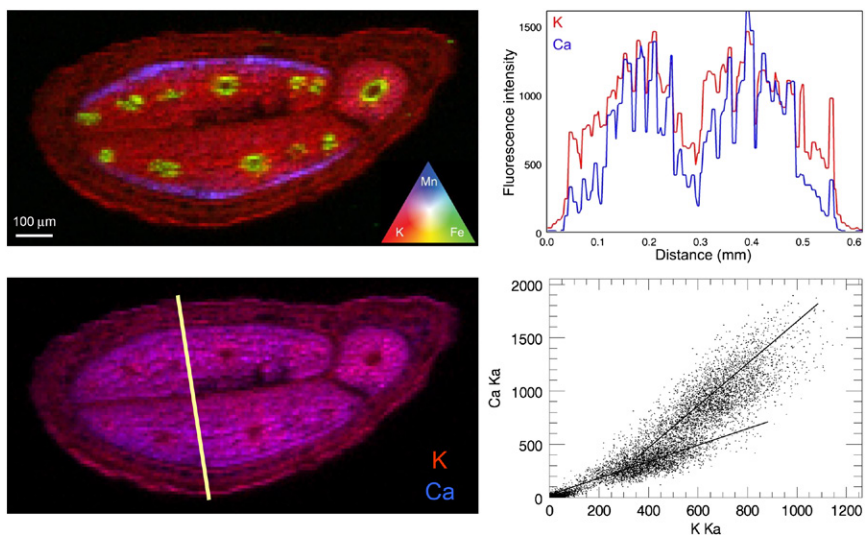 100 μm
Mn
K
Fe
K
Ca
Fluorescence intensity
1500
1000
500
0
0.0 0.1 0.2 0.3 0.4 0.5 0.6
Distance (mm)
K
Ca
Ca Ka
2000
1500
1000
500
0
0 200 400 600 800 1000 1200
K Ka